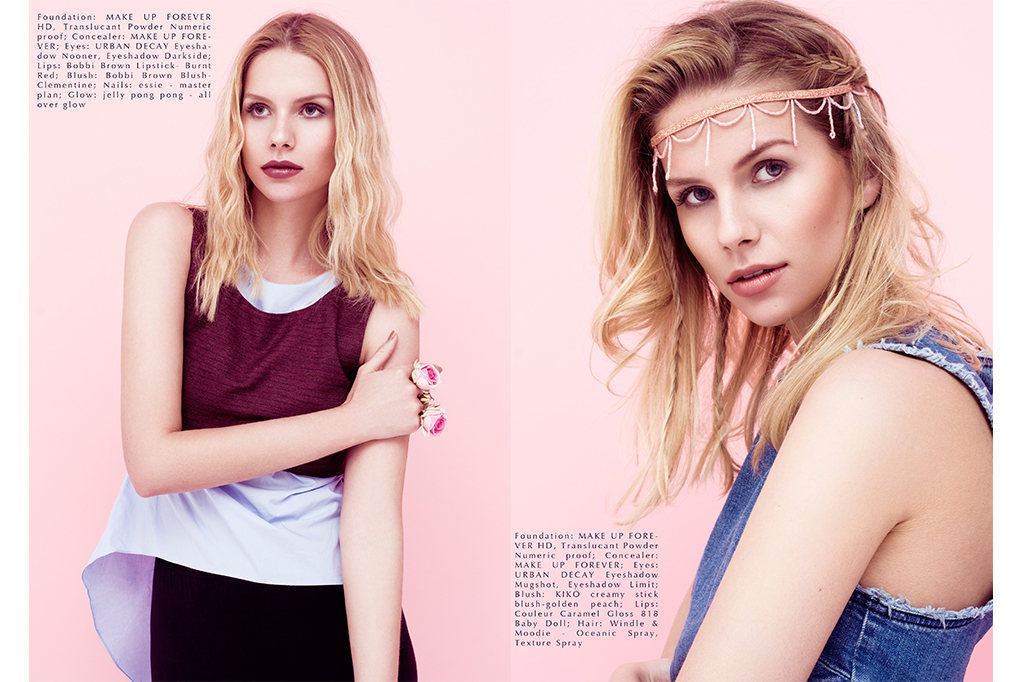 Foundation: MAKE UP FOREVER
HD, Translucant Powder Numeric
proof; Concealer: MAKE UP FORE-
VER; Eyes: URBAN DECAY Eyesha-
dow Nooner, Eyeshadow Darkside;
Lips: Bobbi Brown Lipstick- Burnt
Red; Blush: Bobbi Brown Blush-
Clementine; Nails: essie - master
plan; Glow: jelly pong pong - all
over glow
Foundation: MAKE UP FORE-
VER HD, Translucant Powder
Numeric proof; Concealer:
MAKE UP FOREVER; Eyes:
URBAN DECAY Eyeshadow
Mugshot, Eyeshadow Limit;
Blush: KIKO creamy stick
blush-golden peach; Lips:
Couleur Caramel Gloss 818
Baby Doll; Hair: Windle &
Moodie - Oceanic Spray,
Texture Spray